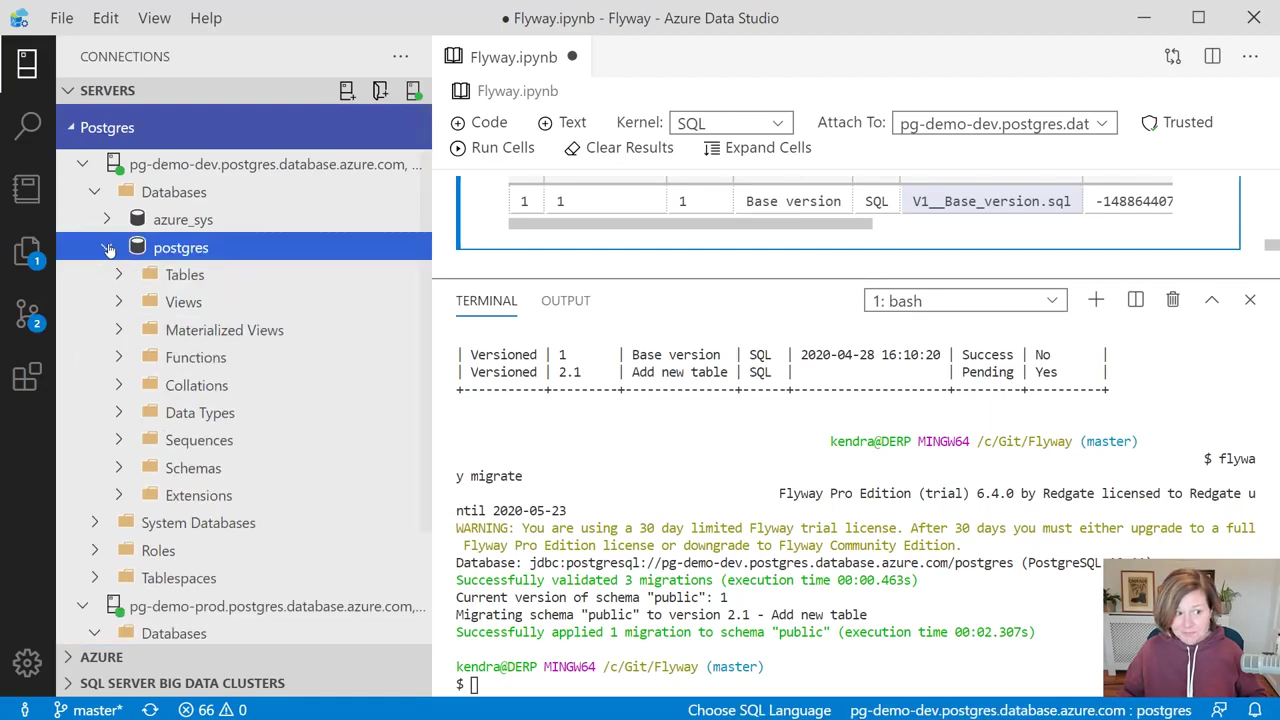 File Edit View Help
● Flyway.ipynb - Flyway - Azure Data Studio
CONNECTIONS
SERVERS
Postgres
pg-demo-dev.postgres.database.azure.com, ...
Databases
azure_sys
postgres
Tables
Views
Materialized Views
Functions
Collations
Data Types
Sequences
Schemas
Extensions
System Databases
Roles
Tablespaces
pg-demo-prod.postgres.database.azure.com,...
Databases
AZURE
SQL SERVER BIG DATA CLUSTERS
1
2
Flyway.ipynb ●
Flyway.ipynb
Code Text Kernel: SQL Attach To: pg-demo-dev.postgres.dat Trusted
Run Cells Clear Results Expand Cells
1 1 1 Base version SQL V1__Base_version.sql -148864407
TERMINAL OUTPUT 1: bash
| Versioned | 1 | Base version | SQL | 2020-04-28 16:10:20 | Success | No |
| Versioned | 2.1 | Add new table | SQL | | Pending | Yes |
+-----------+---------+---------------+------+---------------------+---------+----------+
kendra@DERP MINGW64 /c/Git/Flyway (master)
$ flywa
y migrate
Flyway Pro Edition (trial) 6.4.0 by Redgate licensed to Redgate u
ntil 2020-05-23
WARNING: You are using a 30 day limited Flyway trial license. After 30 days you must either upgrade to a full
Flyway Pro Edition license or downgrade to Flyway Community Edition.
Database: jdbc:postgresql://pg-demo-dev.postgres.database.azure.com/postgres (PostgreSQL
Successfully validated 3 migrations (execution time 00:00.463s)
Current version of schema "public": 1
Migrating schema "public" to version 2.1 - Add new table
Successfully applied 1 migration to schema "public" (execution time 00:02.307s)
kendra@DERP MINGW64 /c/Git/Flyway (master)
$
master* 66 0 Choose SQL Language pg-demo-dev.postgres.database.azure.com : postgres